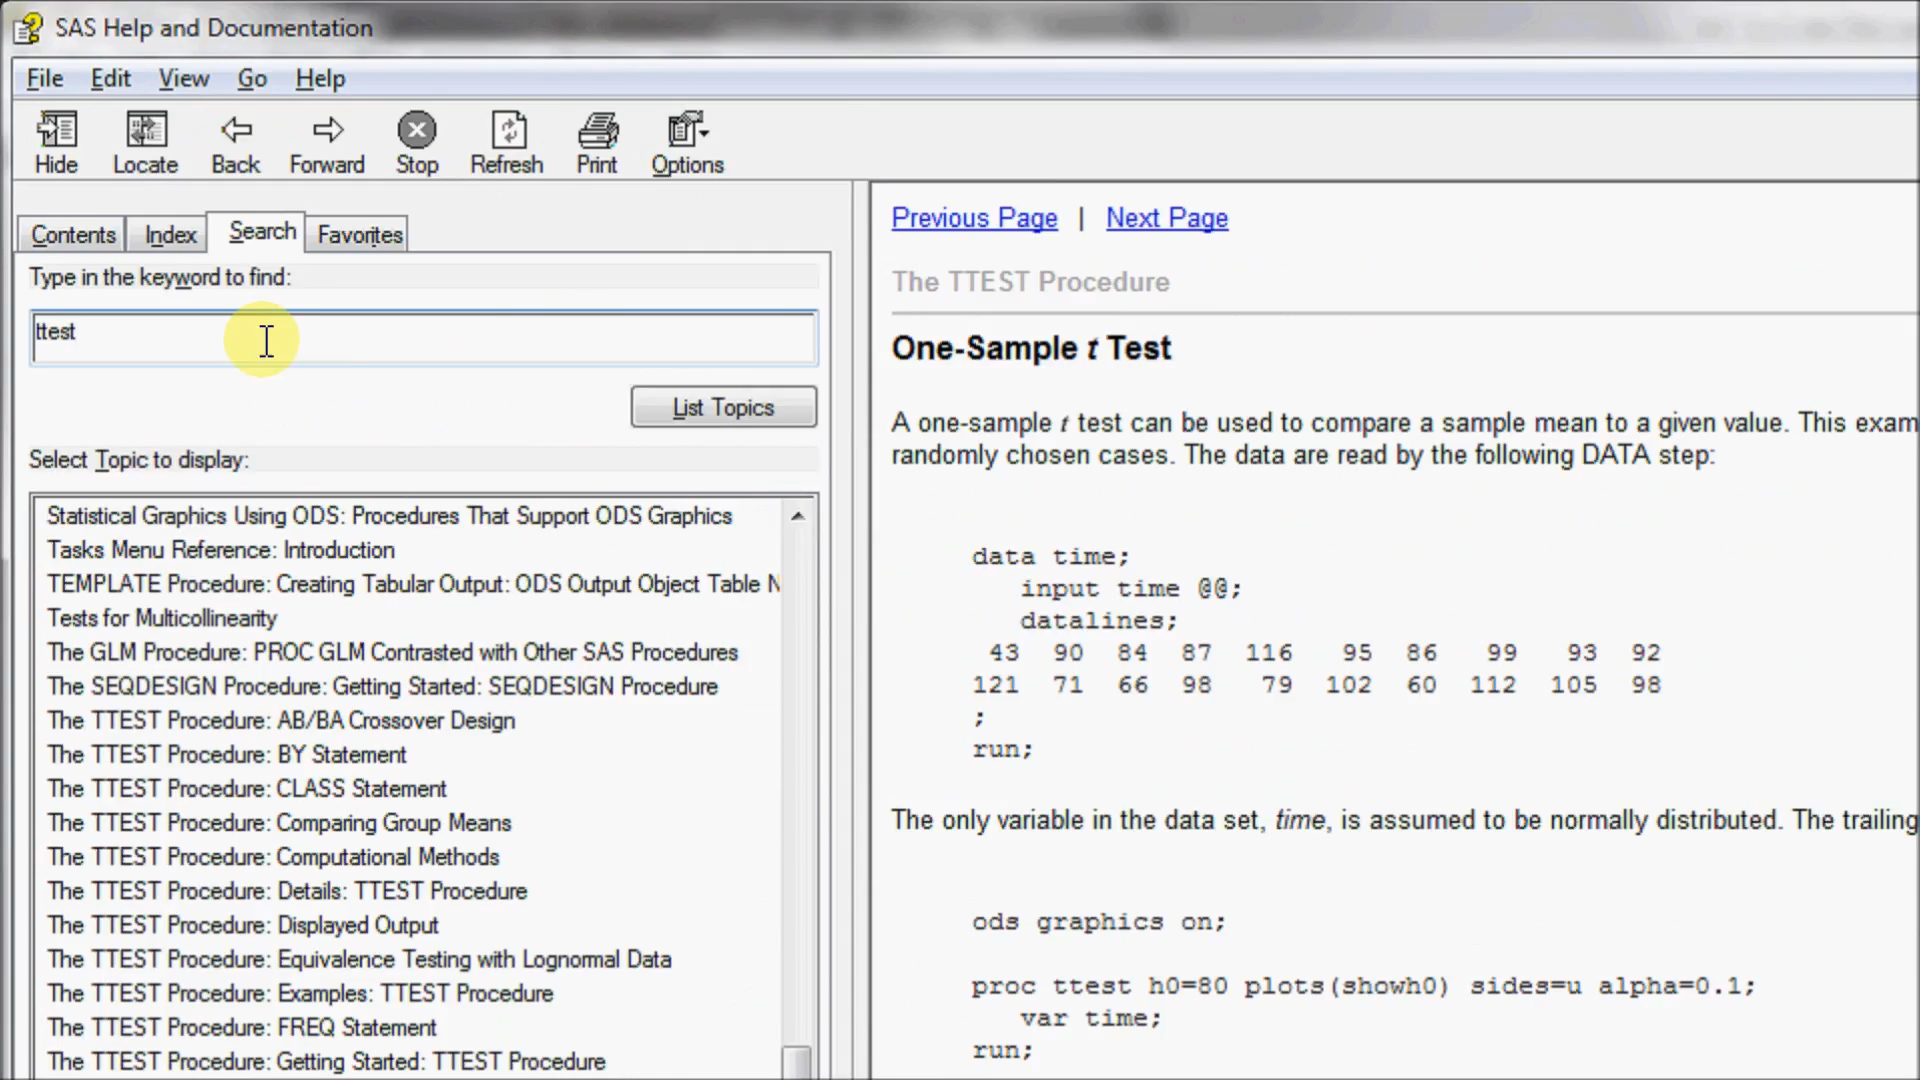 SAS Help and Documentation
File Edit View Go Help
Hide Locate Back Forward Stop Refresh Print Options
Contents Index Search Favorites
Type in the keyword to find:
ttest
List Topics
Select Topic to display:
Statistical Graphics Using ODS: Procedures That Support ODS Graphics
Tasks Menu Reference: Introduction
TEMPLATE Procedure: Creating Tabular Output: ODS Output Object Table N
Tests for Multicollinearity
The GLM Procedure: PROC GLM Contrasted with Other SAS Procedures
The SEQDESIGN Procedure: Getting Started: SEQDESIGN Procedure
The TTEST Procedure: AB/BA Crossover Design
The TTEST Procedure: BY Statement
The TTEST Procedure: CLASS Statement
The TTEST Procedure: Comparing Group Means
The TTEST Procedure: Computational Methods
The TTEST Procedure: Details: TTEST Procedure
The TTEST Procedure: Displayed Output
The TTEST Procedure: Equivalence Testing with Lognormal Data
The TTEST Procedure: Examples: TTEST Procedure
The TTEST Procedure: FREQ Statement
The TTEST Procedure: Getting Started: TTEST Procedure
Previous Page | Next Page
The TTEST Procedure
One-Sample t Test
A one-sample t test can be used to compare a sample mean to a given value. This exam
randomly chosen cases. The data are read by the following DATA step:
data time;
input time @@;
datalines;
43 90 84 87 116 95 86 99 93 92
121 71 66 98 79 102 60 112 105 98
;
run;
The only variable in the data set, time, is assumed to be normally distributed. The trailing
ods graphics on;
proc ttest h0=80 plots(showh0) sides=u alpha=0.1;
var time;
run;